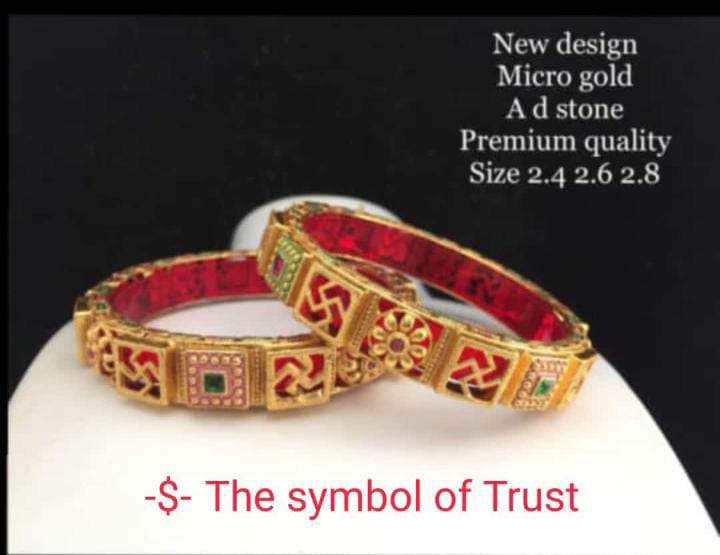 New design
Micro gold
A d stone
Premium quality
Size 2.4 2.6 2.8
-$- The symbol of Trust